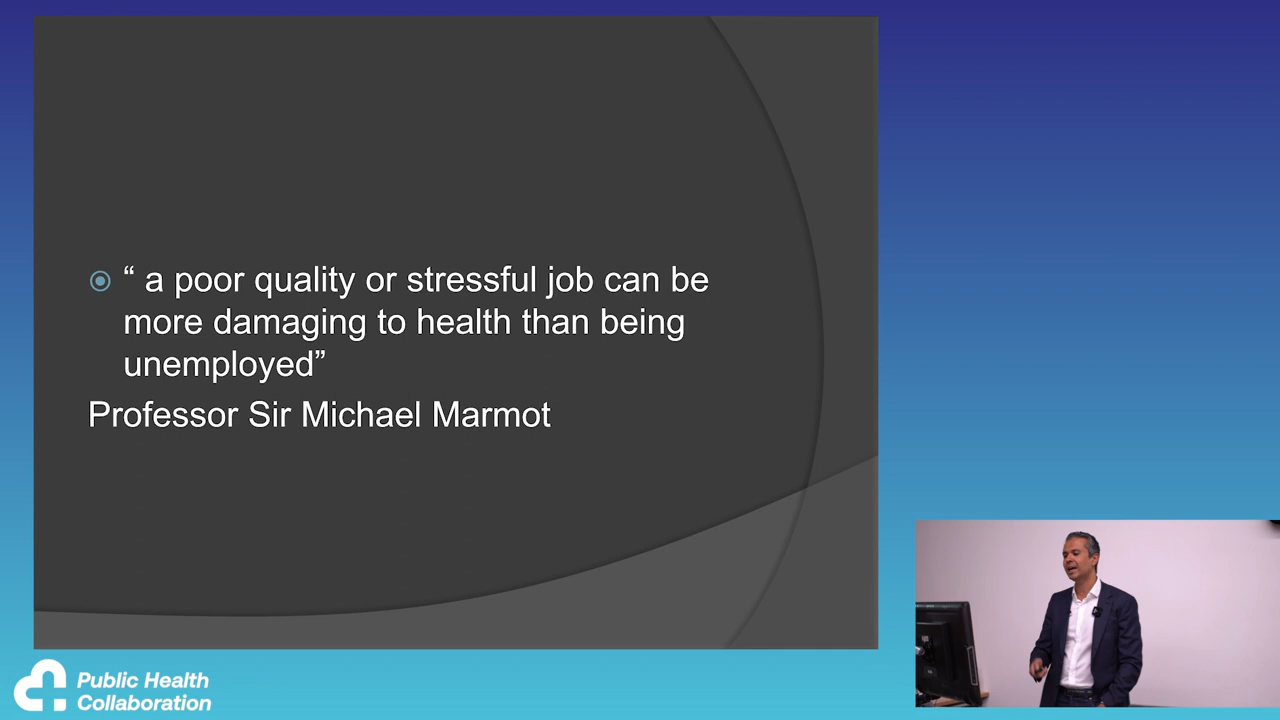 “ a poor quality or stressful job can be
more damaging to health than being
unemployed”
Professor Sir Michael Marmot
Public Health
Collaboration